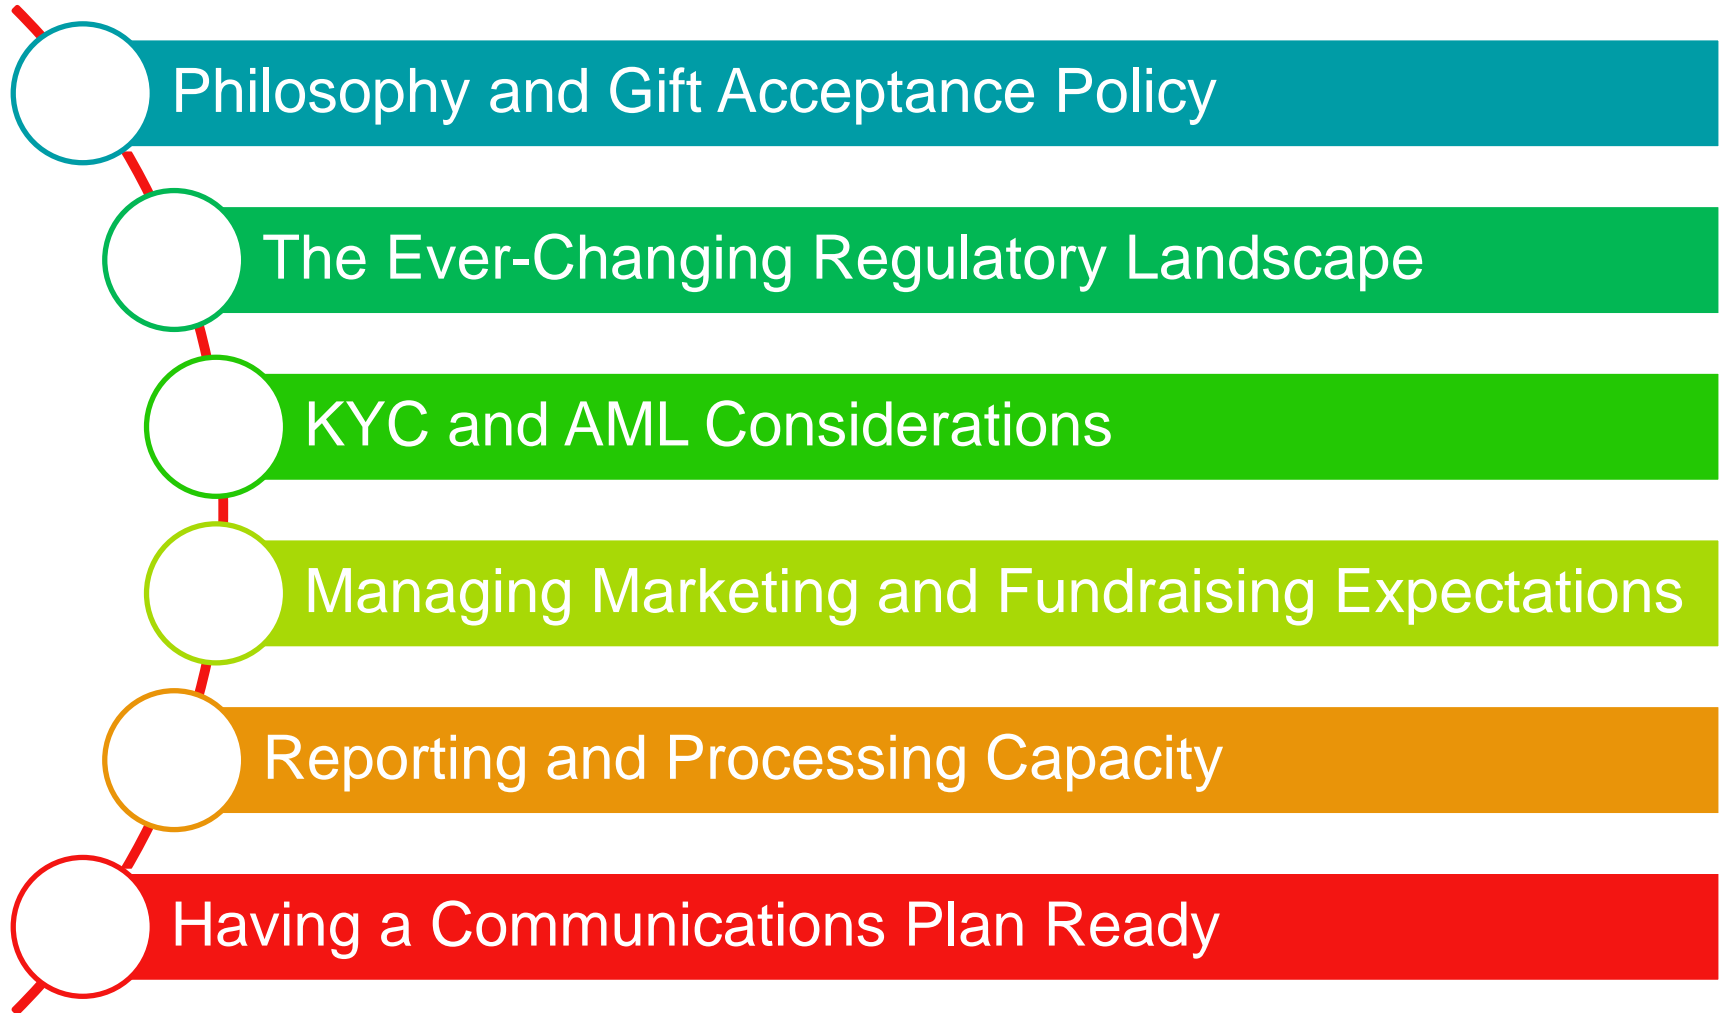 Philosophy and Gift Acceptance Policy
The Ever-Changing Regulatory Landscape
KYC and AML Considerations
Managing Marketing and Fundraising Expectations
Reporting and Processing Capacity
Having a Communications Plan Ready